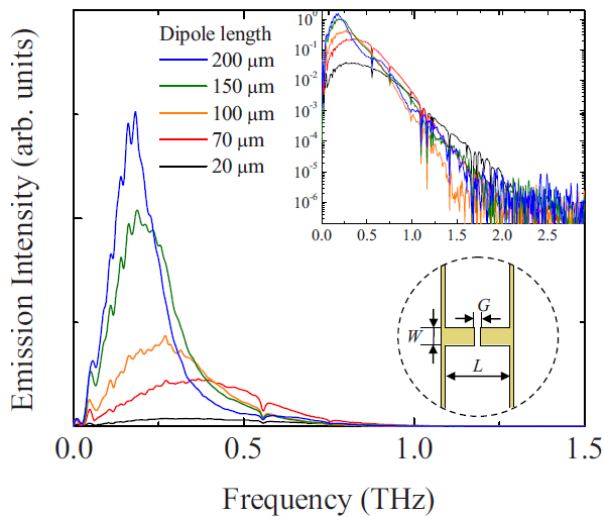 Emission Intensity (arb. units)
Dipole length
200 μm
150 μm
100 μm
70 μm
20 μm
10⁰
10⁻¹
10⁻²
10⁻³
10⁻⁴
10⁻⁵
10⁻⁶
0.0 0.5 1.0 1.5 2.0 2.5
G
W
L
0.0 0.5 1.0 1.5
Frequency (THz)